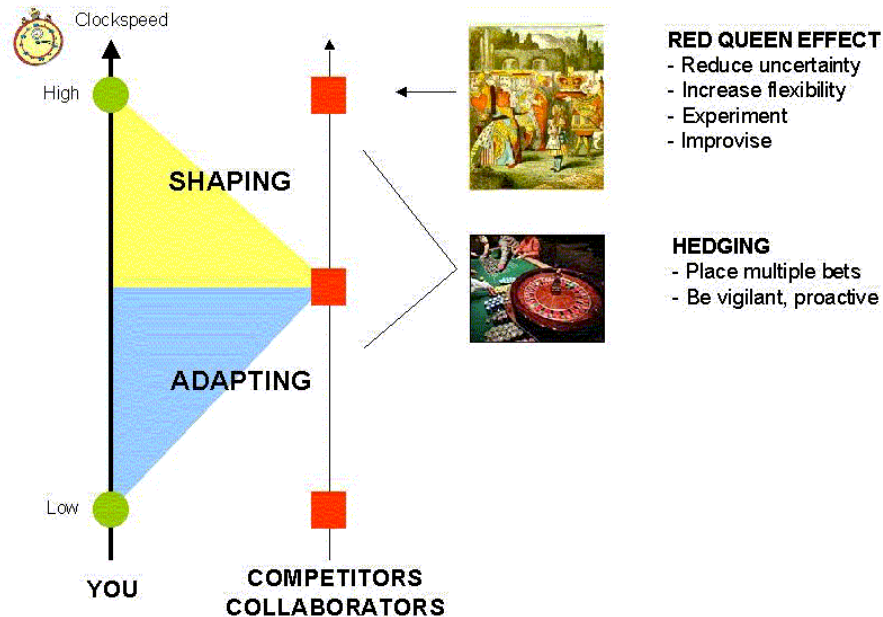 Clockspeed
High
Low
SHAPING
ADAPTING
YOU
COMPETITORS
COLLABORATORS
RED QUEEN EFFECT
- Reduce uncertainty
- Increase flexibility
- Experiment
- Improvise
HEDGING
- Place multiple bets
- Be vigilant, proactive